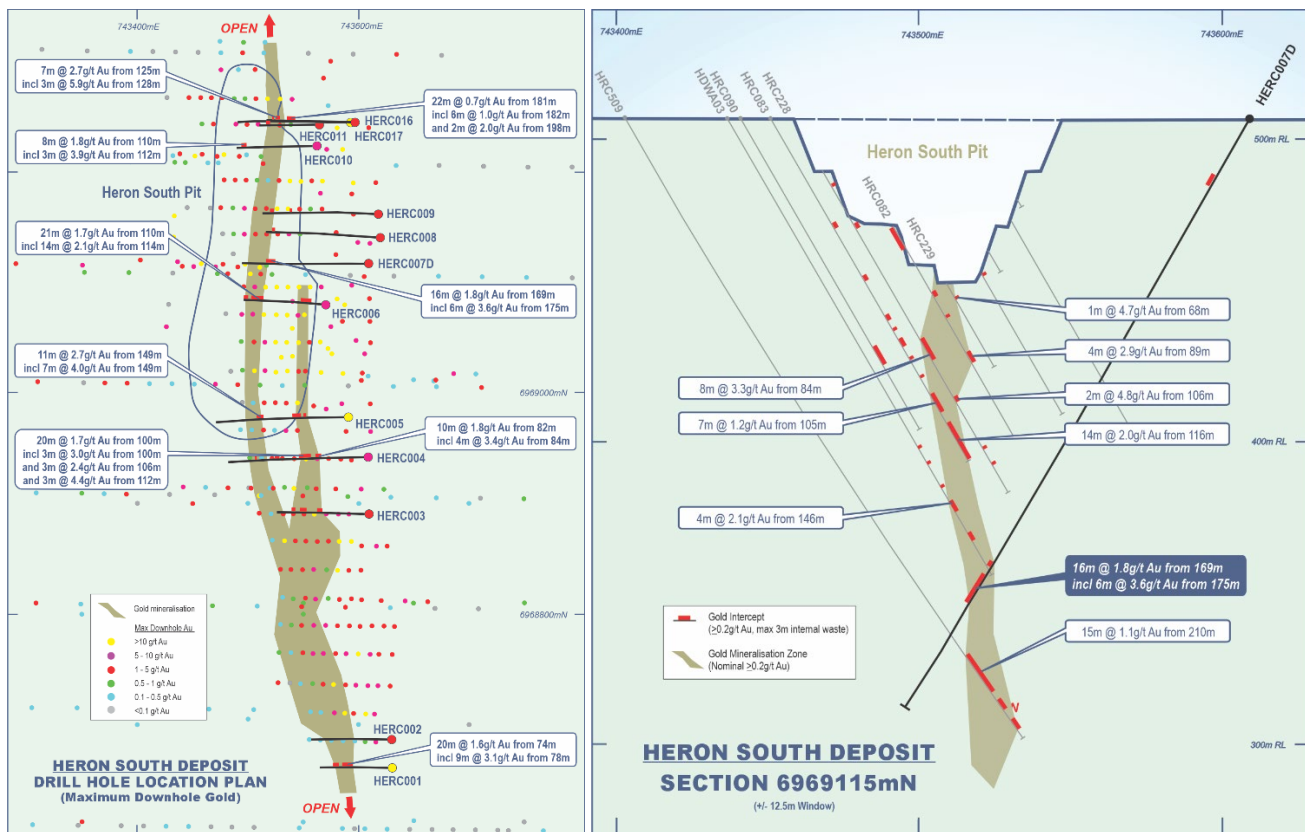 743400mE
743500mE
OPEN
7m @ 2.7g/t Au from 125m
incl 3m @ 5.9g/t Au from 128m
22m @ 0.7g/t Au from 181m
incl 6m @ 1.0g/t Au from 182m
and 2m @ 2.0g/t Au from 198m
HERC016
HERC017
HERC011
HERC010
8m @ 1.8g/t Au from 110m
incl 3m @ 3.9g/t Au from 112m
Heron South Pit
HERC009
HERC008
HERC007D
21m @ 1.7g/t Au from 110m
incl 14m @ 2.1g/t Au from 114m
16m @ 1.8g/t Au from 169m
incl 6m @ 3.6g/t Au from 175m
HERC006
11m @ 2.7g/t Au from 149m
incl 7m @ 4.0g/t Au from 149m
6969000mN
HERC005
20m @ 1.7g/t Au from 100m
incl 3m @ 3.0g/t Au from 100m
and 3m @ 2.4g/t Au from 106m
and 3m @ 4.4g/t Au from 112m
10m @ 1.8g/t Au from 82m
incl 4m @ 3.4g/t Au from 84m
HERC004
HERC003
6968800mN
Gold mineralisation
Max Downhole Au
>10 g/t Au
5 - 10 g/t Au
1 - 5 g/t Au
0.5 - 1 g/t Au
0.1 - 0.5 g/t Au
<0.1 g/t Au
HERC002
20m @ 1.6g/t Au from 74m
incl 9m @ 3.1g/t Au from 78m
HERC001
HERON SOUTH DEPOSIT
DRILL HOLE LOCATION PLAN
(Maximum Downhole Gold)
OPEN
743400mE
743500mE
743600mE
HRC509
HDWA03
HRC090
HRC083
HRC228
HERC007D
500m RL
Heron South Pit
HRC082
HRC229
1m @ 4.7g/t Au from 68m
4m @ 2.9g/t Au from 89m
8m @ 3.3g/t Au from 84m
2m @ 4.8g/t Au from 106m
7m @ 1.2g/t Au from 105m
14m @ 2.0g/t Au from 116m
400m RL
4m @ 2.1g/t Au from 146m
16m @ 1.8g/t Au from 169m
incl 6m @ 3.6g/t Au from 175m
Gold Intercept
(≥0.2g/t Au, max 3m internal waste)
Gold Mineralisation Zone
(Nominal ≥0.2g/t Au)
15m @ 1.1g/t Au from 210m
300m RL
HERON SOUTH DEPOSIT
SECTION 6969115mN
(+/- 12.5m Window)